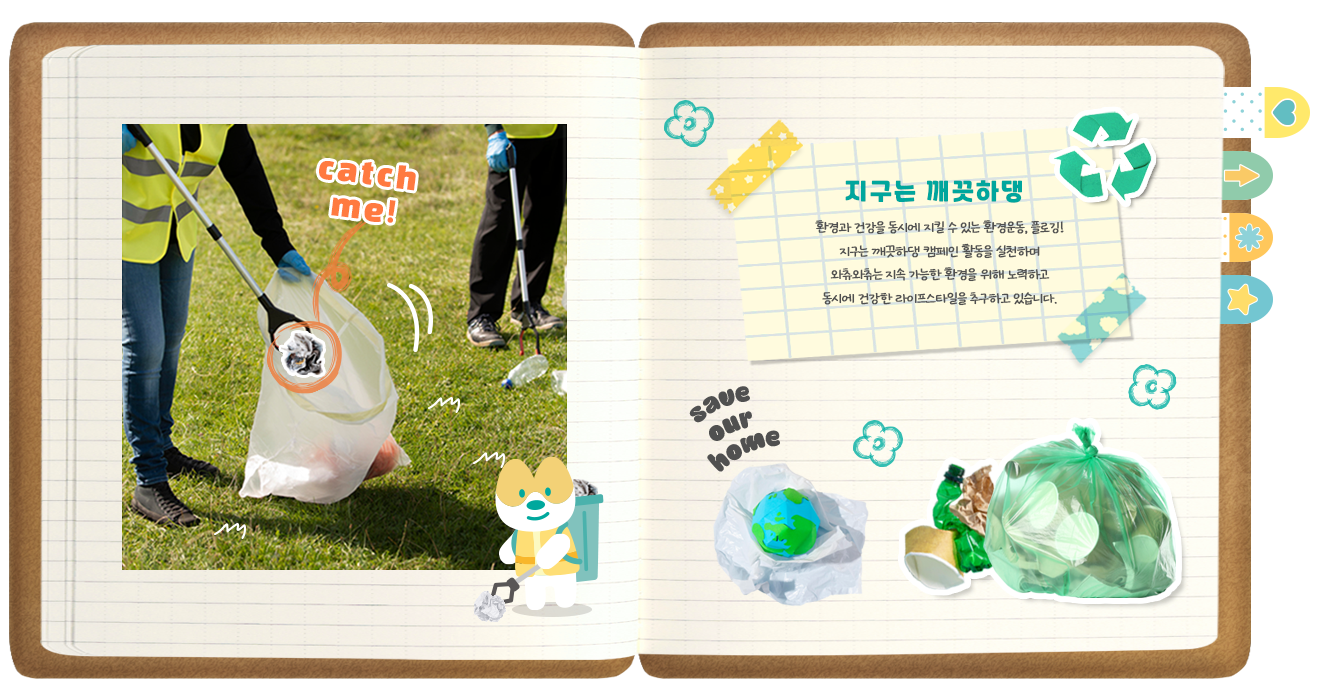 catch
me!
지구는 깨끗하댕
환경과 건강을 동시에 지킬 수 있는 환경운동, 플로깅!
지구는 깨끗하댕 캠페인 활동을 실천하며
외츄외츄는 지속 가능한 환경을 위해 노력하고
동시에 건강한 라이프스타일을 추구하고 있습니다.
save
our
home